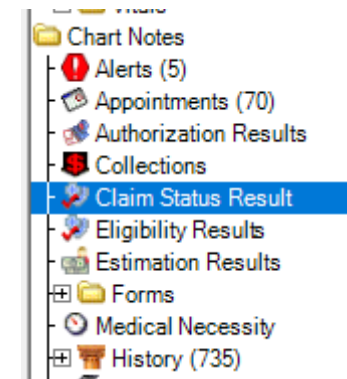 Chart Notes
Alerts (5)
Appointments (70)
Authorization Results
Collections
Claim Status Result
Eligibility Results
Estimation Results
Forms
Medical Necessity
History (735)